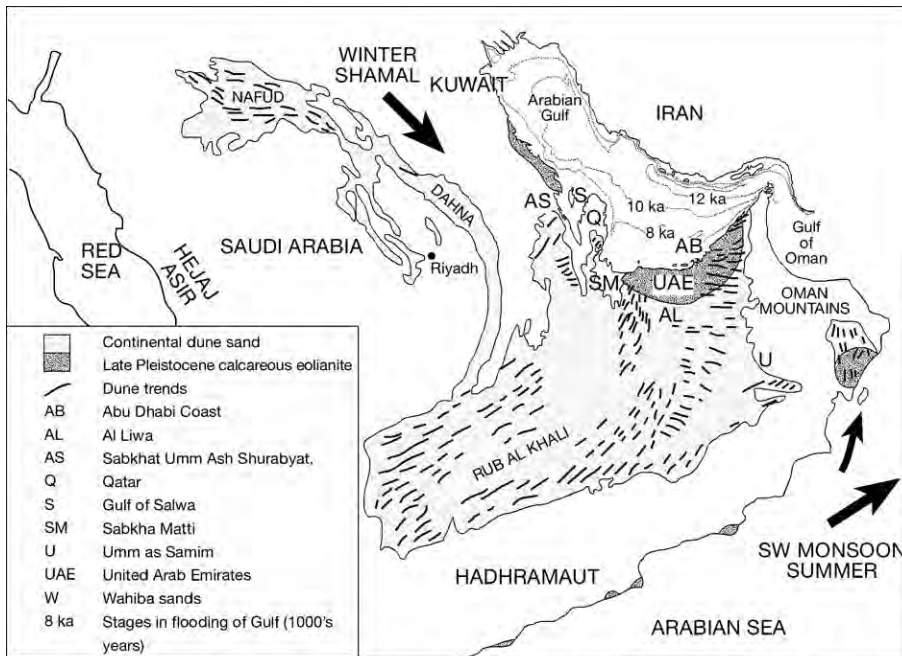 WINTER
SHAMAL
KUWAIT
NAFUD
Arabian
Gulf
IRAN
DAHNA
AS
S
Q
10 ka
12 ka
8 ka
SAUDI ARABIA
Riyadh
RED
SEA
HEJAZ
ASIR
AB
Gulf
of
Oman
SM
UAE
OMAN
MOUNTAINS
AL
U
RUB AL KHALI
HADHRAMAUT
SW MONSOON
SUMMER
ARABIAN SEA
Continental dune sand
Late Pleistocene calcareous eolianite
Dune trends
AB Abu Dhabi Coast
AL Al Liwa
AS Sabkhat Umm Ash Shurabyat,
Q Qatar
S Gulf of Salwa
SM Sabkha Matti
U Umm as Samim
UAE United Arab Emirates
W Wahiba sands
8 ka Stages in flooding of Gulf (1000's
years)